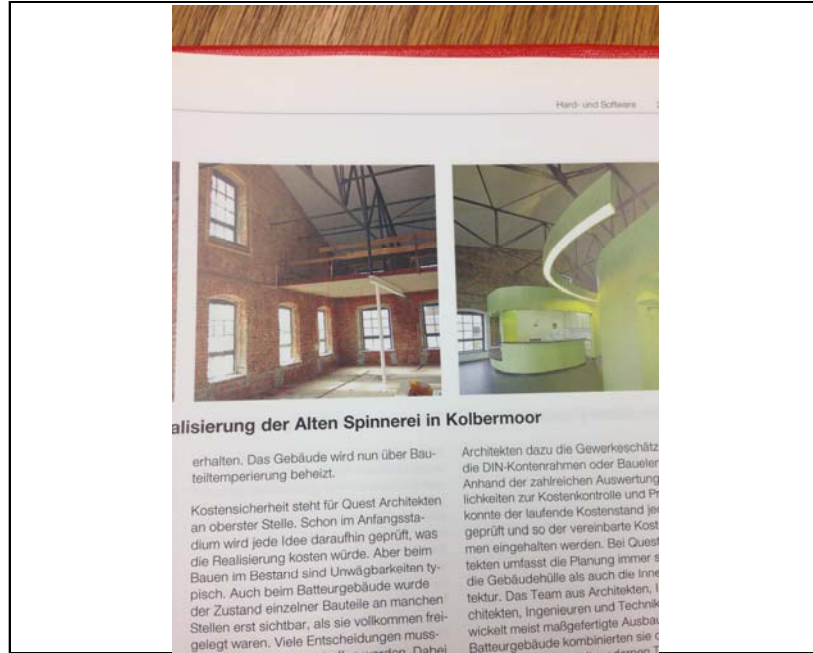 Hard- und Software
alisierung der Alten Spinnerei in Kolbermoor
erhalten. Das Gebäude wird nun über Bau-
teiltemperierung beheizt.
Kostensicherheit steht für Quest Architekten
an oberster Stelle. Schon im Anfangssta-
dium wird jede Idee daraufhin geprüft, was
die Realisierung kosten würde. Aber beim
Bauen im Bestand sind Unwägbarkeiten ty-
pisch. Auch beim Batteurgebäude wurde
der Zustand einzelner Bauteile an manchen
Stellen erst sichtbar, als sie vollkommen frei-
gelegt waren. Viele Entscheidungen muss-
werden. Dabei
Architekten dazu die Gewerkeschätz
die DIN-Kontenrahmen oder Bauelem
Anhand der zahlreichen Auswertung
lichkeiten zur Kostenkontrolle und Pr
konnte der laufende Kostenstand je
geprüft und so der vereinbarte Kost
men eingehalten werden. Bei Quest
tekten umfasst die Planung immer s
die Gebäudehülle als auch die Inne
tektur. Das Team aus Architekten, I
chitekten, Ingenieuren und Technik
wickelt meist maßgefertigte Ausbau
Batteurgebäude kombinierten sie